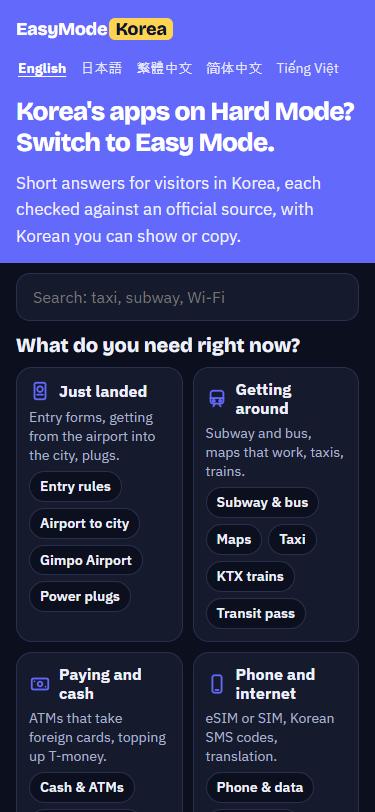 EasyMode Korea
English 日本語 繁體中文 简体中文 Tiếng Việt
Korea's apps on Hard Mode?
Switch to Easy Mode.
Short answers for visitors in Korea, each
checked against an official source, with
Korean you can show or copy.
Search: taxi, subway, Wi-Fi
What do you need right now?
Just landed
Entry forms, getting
from the airport into
the city, plugs.
Entry rules
Airport to city
Gimpo Airport
Power plugs
Getting
around
Subway and bus,
maps that work, taxis,
trains.
Subway & bus
Maps Taxi
KTX trains
Transit pass
Paying and
cash
ATMs that take
foreign cards, topping
up T-money.
Cash & ATMs
Phone and
internet
eSIM or SIM, Korean
SMS codes,
translation.
Phone & data